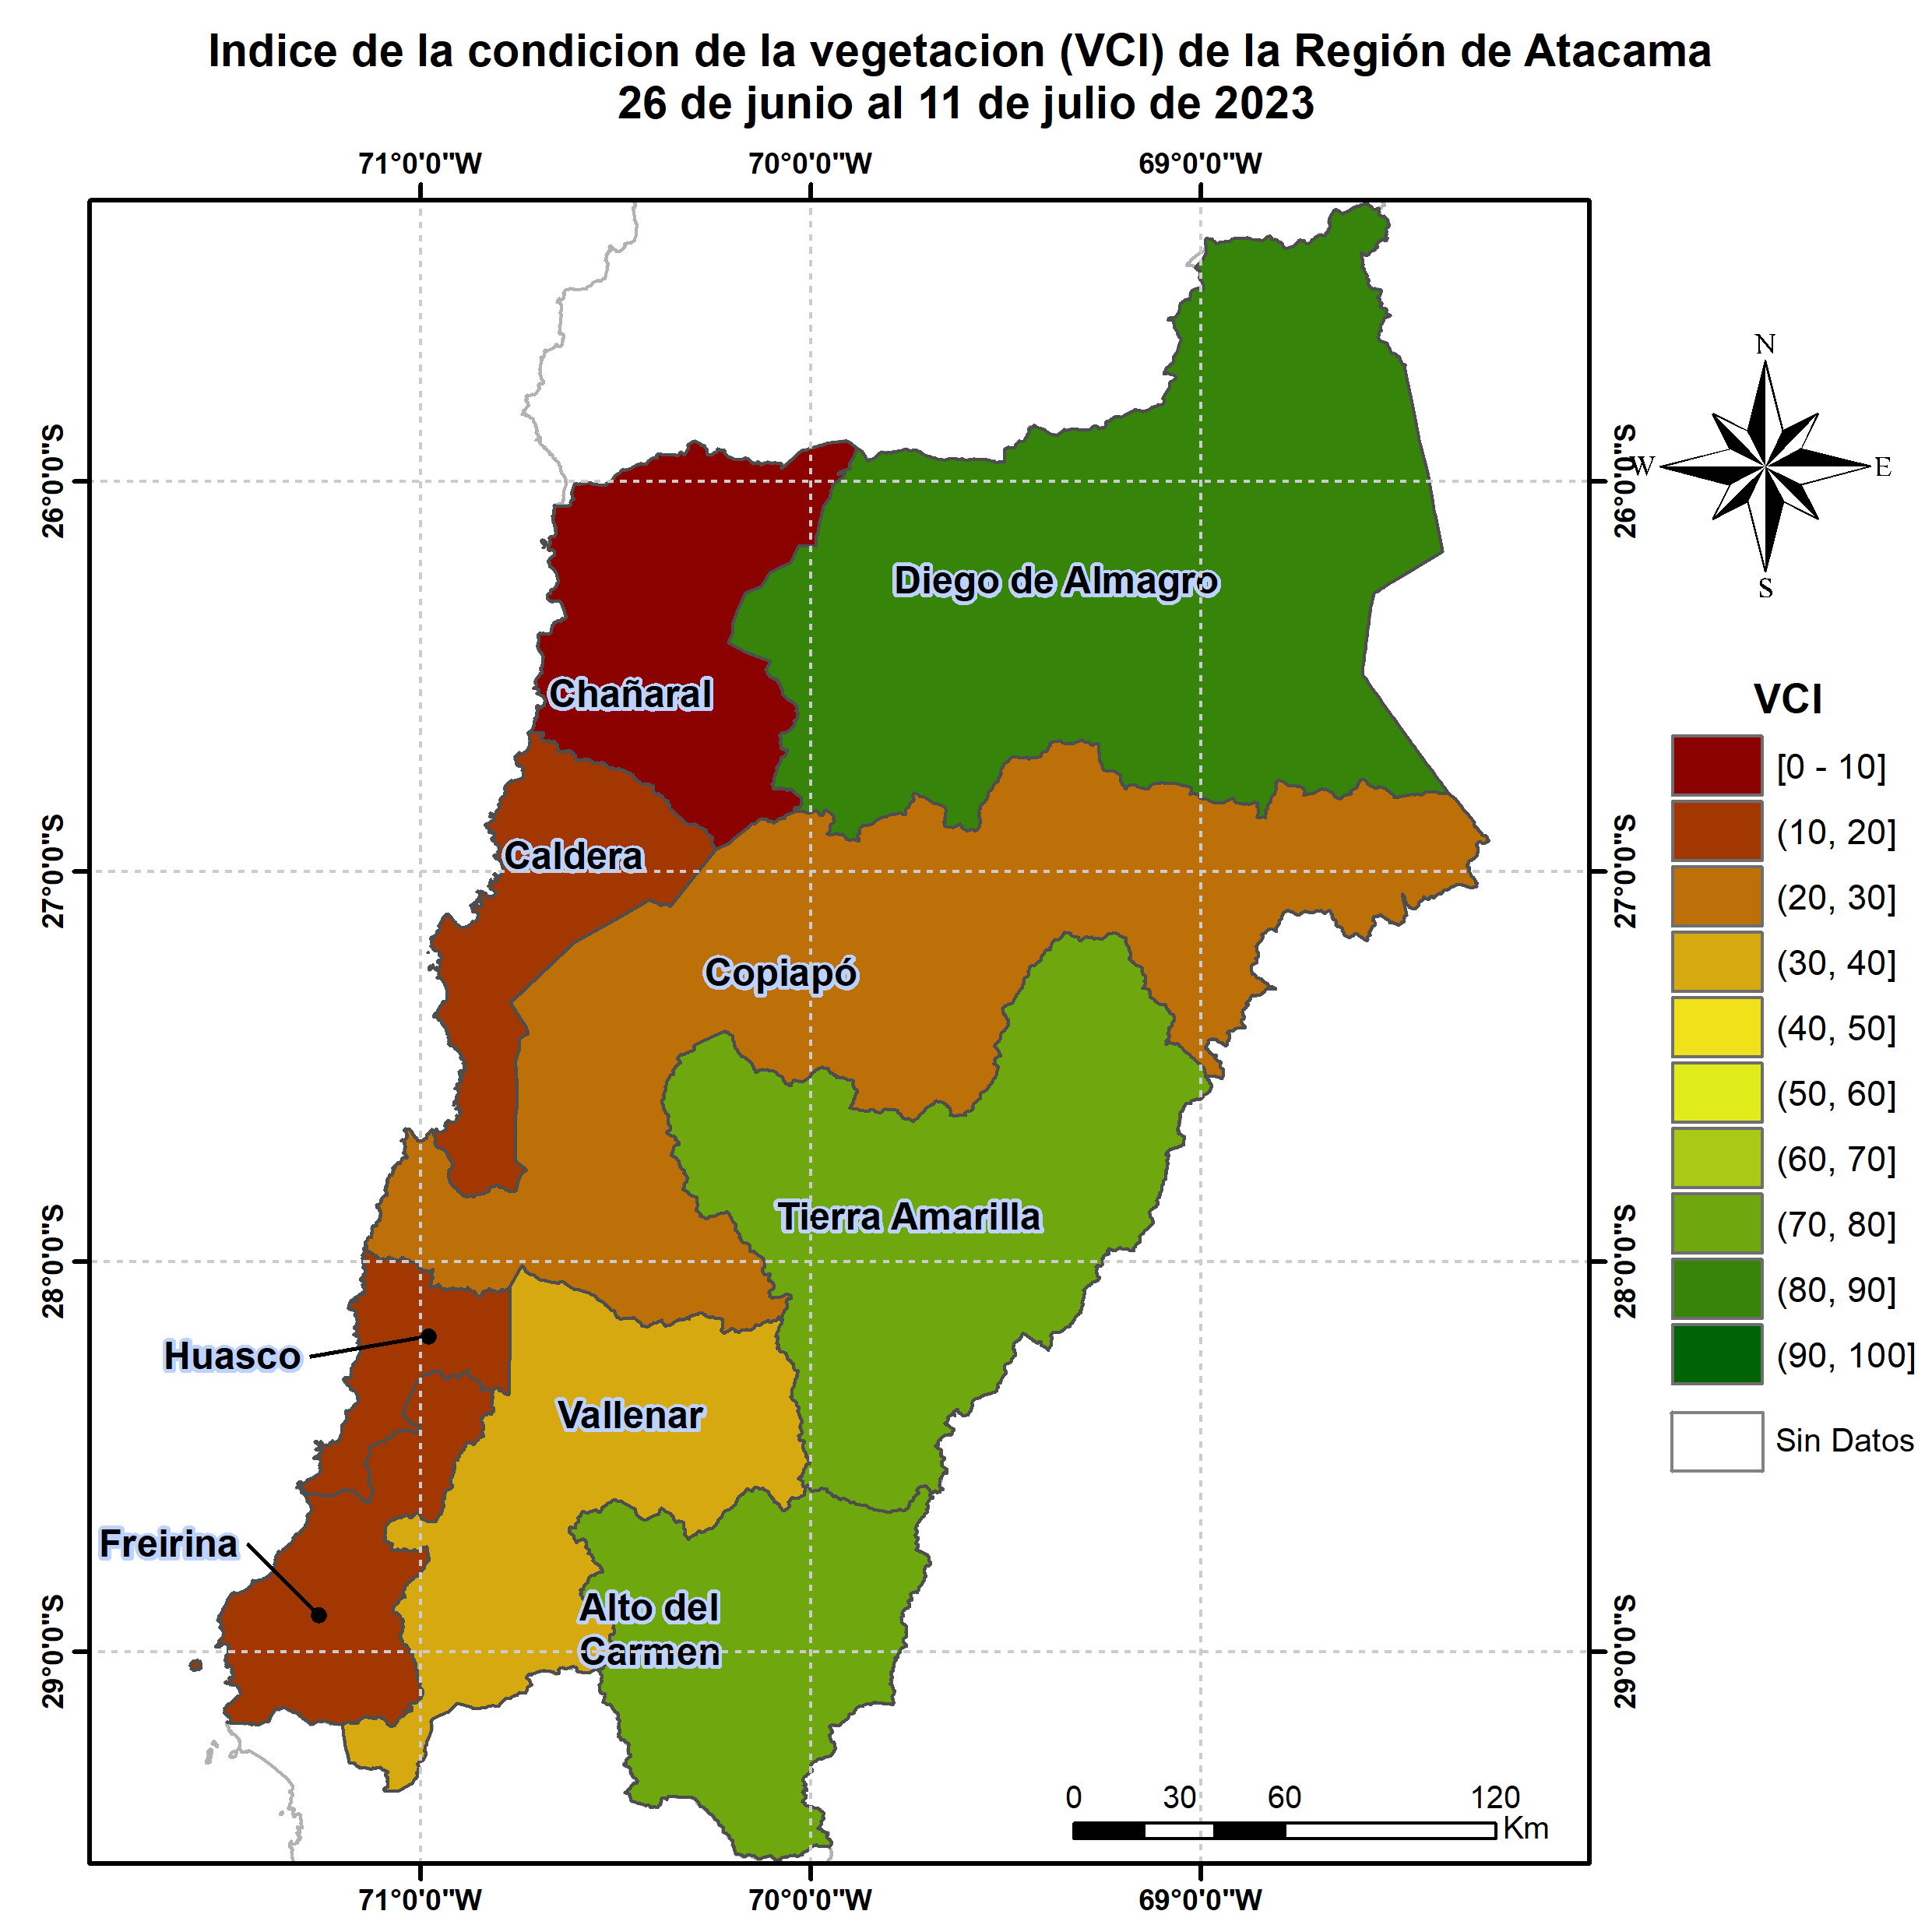 Indice de la condicion de la vegetacion (VCI) de la Región de Atacama
26 de junio al 11 de julio de 2023
71°0'0"W
70°0'0"W
69°0'0"W
26°0'0"S
26°0'0"S
27°0'0"S
27°0'0"S
28°0'0"S
28°0'0"S
29°0'0"S
29°0'0"S
N
W
E
S
Diego de Almagro
Chañaral
Caldera
Copiapó
Tierra Amarilla
Huasco
Vallenar
Freirina
Alto del
Carmen
VCI
[0 - 10]
(10, 20]
(20, 30]
(30, 40]
(40, 50]
(50, 60]
(60, 70]
(70, 80]
(80, 90]
(90, 100]
Sin Datos
0 30 60 120
Km
71°0'0"W
70°0'0"W
69°0'0"W